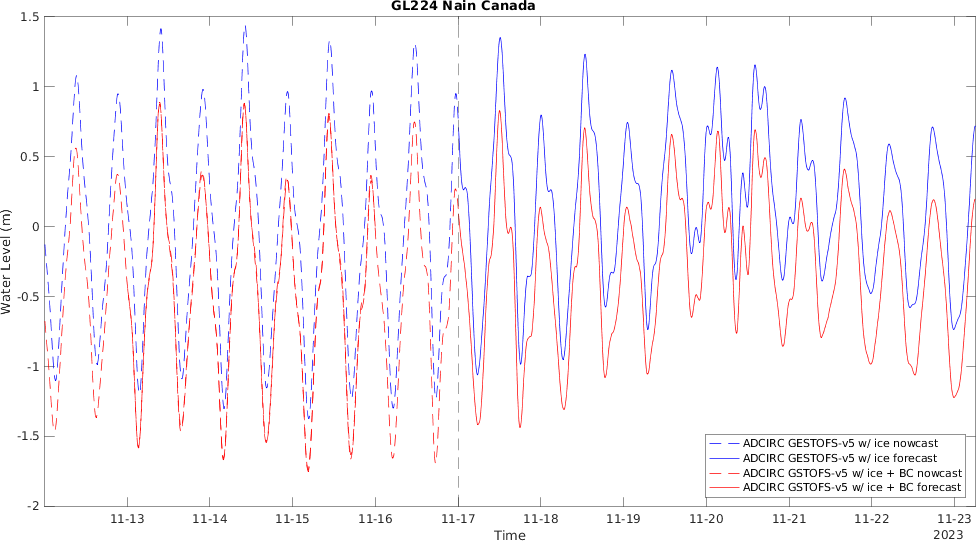 GL224 Nain Canada
1.5
1
0.5
0
-0.5
-1
-1.5
-2
Water Level (m)
11-13 11-14 11-15 11-16 11-17 11-18 11-19 11-20 11-21 11-22 11-23
2023
Time
ADCIRC GESTOFS-v5 w/ ice nowcast
ADCIRC GESTOFS-v5 w/ ice forecast
ADCIRC GSTOFS-v5 w/ ice + BC nowcast
ADCIRC GSTOFS-v5 w/ ice + BC forecast